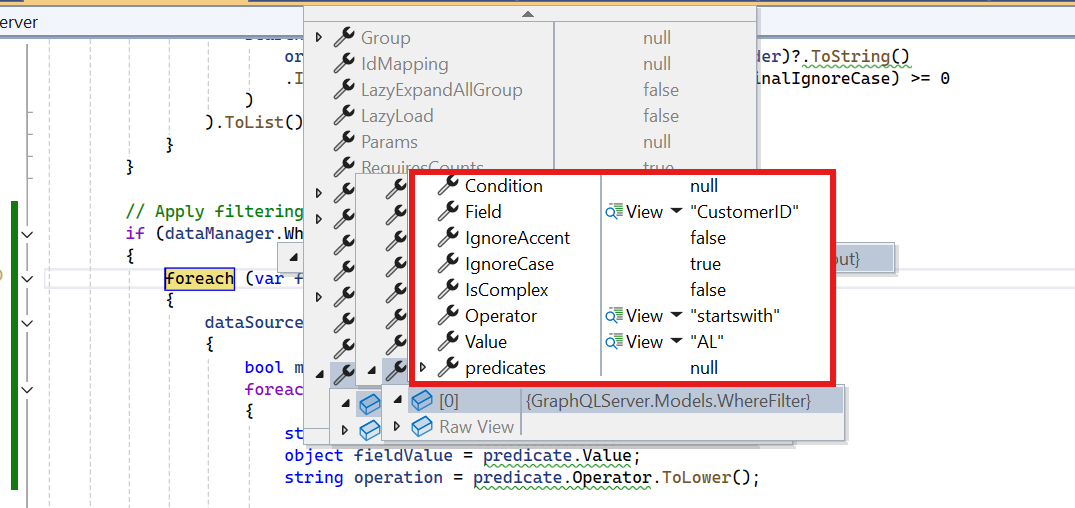 erver
Group null
IdMapping null
LazyExpandAllGroup false
LazyLoad false
Params null
RequiresCounts true
or der)?.ToString()
.I nalIgnoreCase) >= 0
)
).ToList()
}
}
// Apply filtering
if (dataManager.Wh
{
foreach (var f
{
dataSource
{
bool m
foreac
{
st
object fieldValue = predicate.Value;
string operation = predicate.Operator.ToLower();
Condition null
Field View "CustomerID"
IgnoreAccent false
IgnoreCase true
IsComplex false
Operator View "startswith"
Value View "AL"
predicates null
out}
[0] {GraphQLServer.Models.WhereFilter}
Raw View